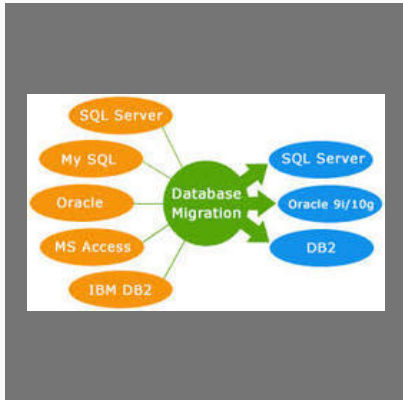 SQL Server
My SQL
Oracle
MS Access
IBM DB2
Database
Migration
SQL Server
Oracle 9i/10g
DB2